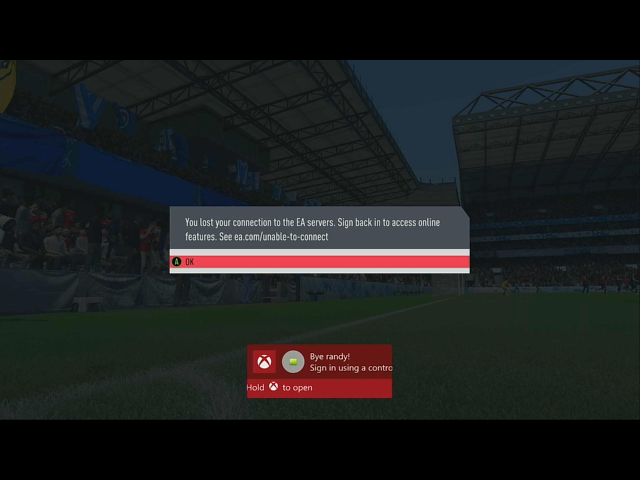 You lost your connection to the EA servers. Sign back in to access online
features. See ea.com/unable-to-connect
A OK
Bye randy!
Sign in using a contro
Hold to open